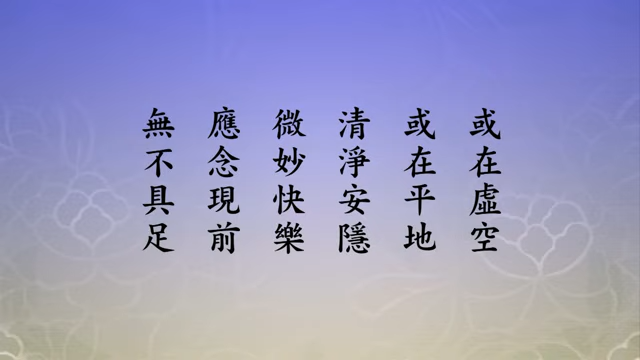 或在虛空
或在平地
清淨安隱
微妙快樂
應念現前
無不具足